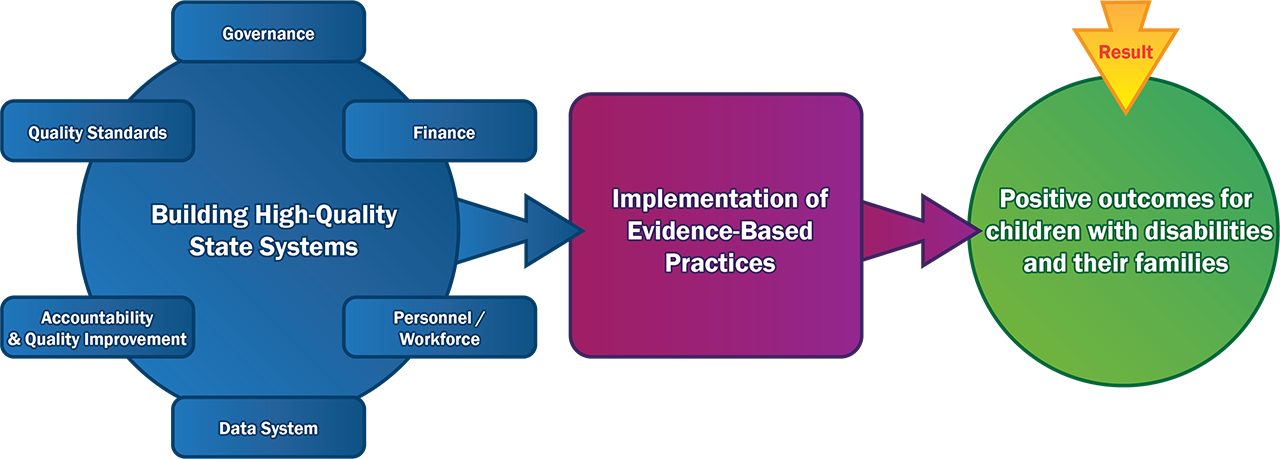 Governance
Quality Standards
Finance
Building High-Quality
State Systems
Accountability
& Quality Improvement
Personnel /
Workforce
Data System
Implementation of
Evidence-Based
Practices
Result
Positive outcomes for
children with disabilities
and their families